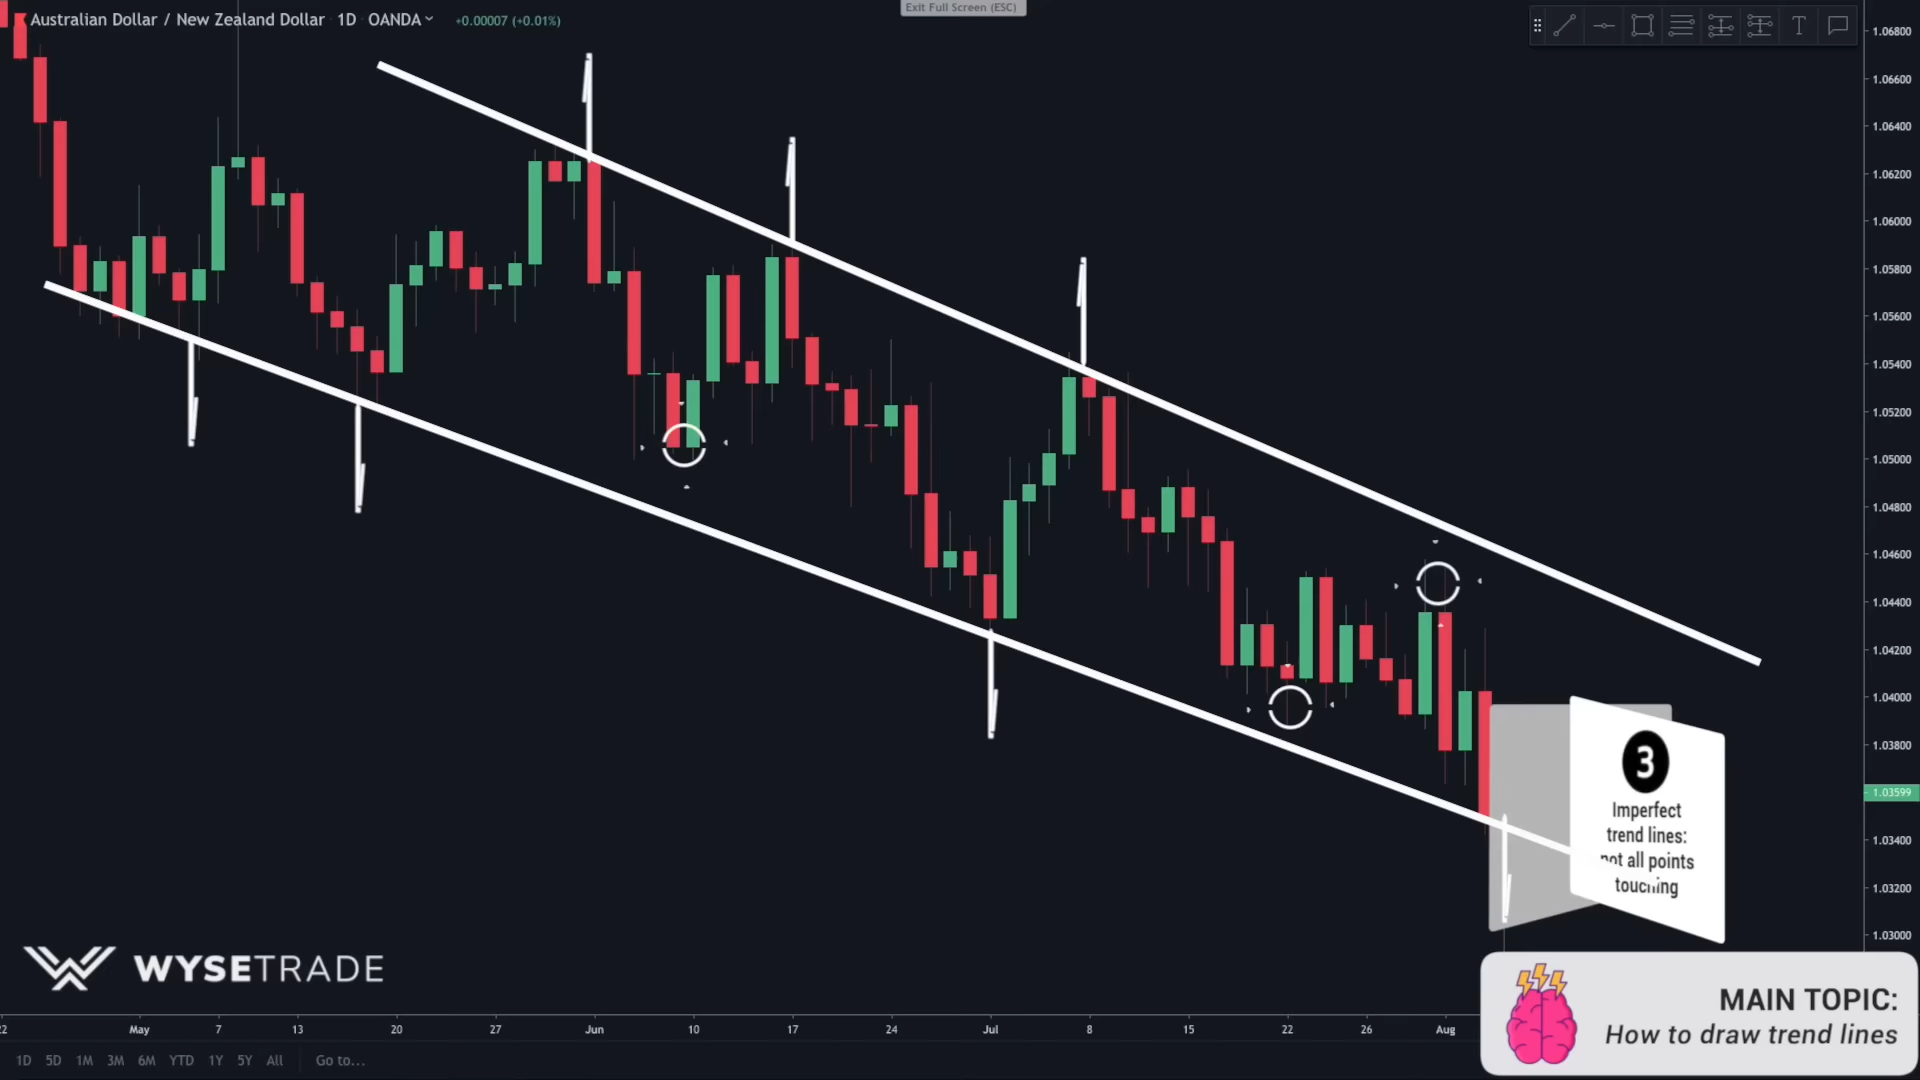 Exit Full Screen (ESC)
Australian Dollar / New Zealand Dollar · 1D · OANDA +0.00007 (+0.01%)
1.06800
1.06600
1.06400
1.06200
1.06000
1.05800
1.05600
1.05400
1.05200
1.05000
1.04800
1.04600
1.04400
1.04200
1.04000
1.03800
1.03599
1.03400
1.03200
1.03000
3
Imperfect
trend lines:
not all points
touching
WYSETRADE
MAIN TOPIC:
How to draw trend lines
22 May 7 13 20 27 Jun 10 17 24 Jul 8 15 22 26 Aug
1D 5D 1M 3M 6M YTD 1Y 5Y All Go to...